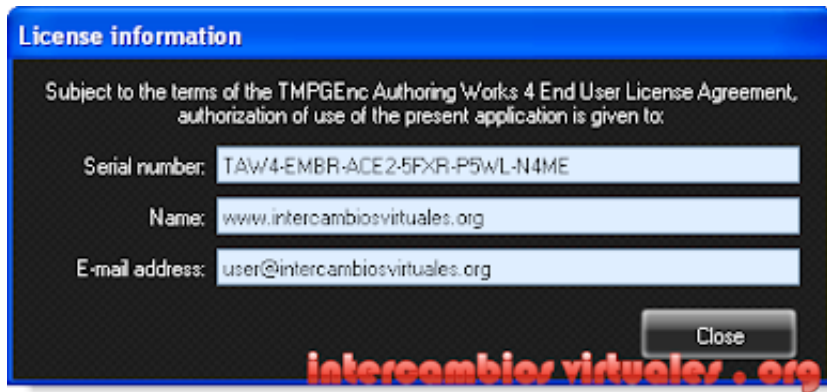 License information
Subject to the terms of the TMPGEnc Authoring Works 4 End User License Agreement,
authorization of use of the present application is given to:
Serial number: TAW4-EMBR-ACE2-5FXR-P5WL-N4ME
Name: www.intercambiosvirtuales.org
E-mail address: user@intercambiosvirtuales.org
Close
intercambios virtuales . org